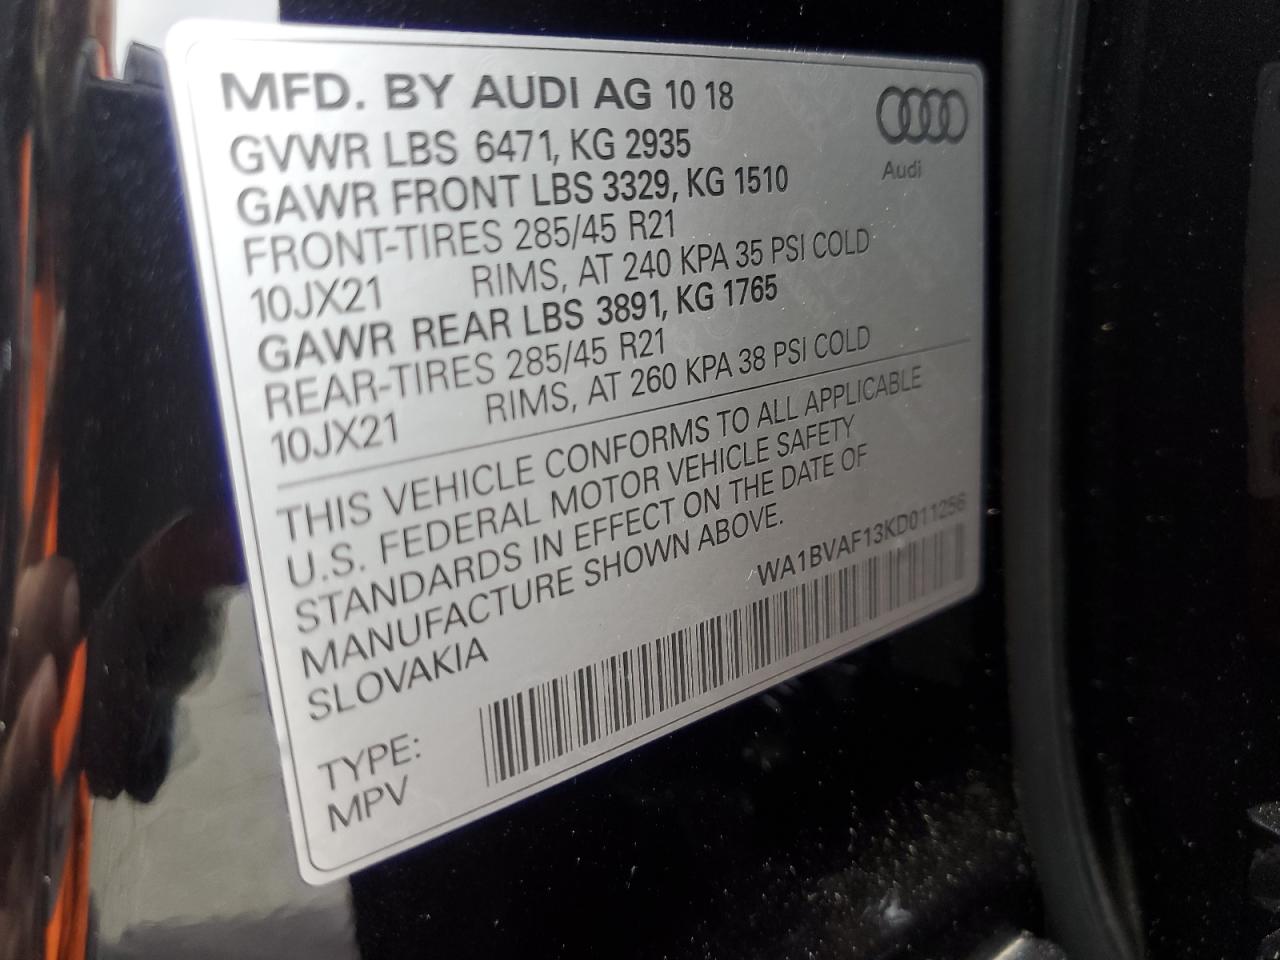 MFD. BY AUDI AG 10 18
Audi
GVWR LBS 6471, KG 2935
GAWR FRONT LBS 3329, KG 1510
FRONT-TIRES 285/45 R21
10JX21 RIMS, AT 240 KPA 35 PSI COLD
GAWR REAR LBS 3891, KG 1765
REAR-TIRES 285/45 R21
10JX21 RIMS, AT 260 KPA 38 PSI COLD
THIS VEHICLE CONFORMS TO ALL APPLICABLE
U.S. FEDERAL MOTOR VEHICLE SAFETY
STANDARDS IN EFFECT ON THE DATE OF
MANUFACTURE SHOWN ABOVE.
SLOVAKIA
WA1BVAF13KD011256
TYPE:
MPV